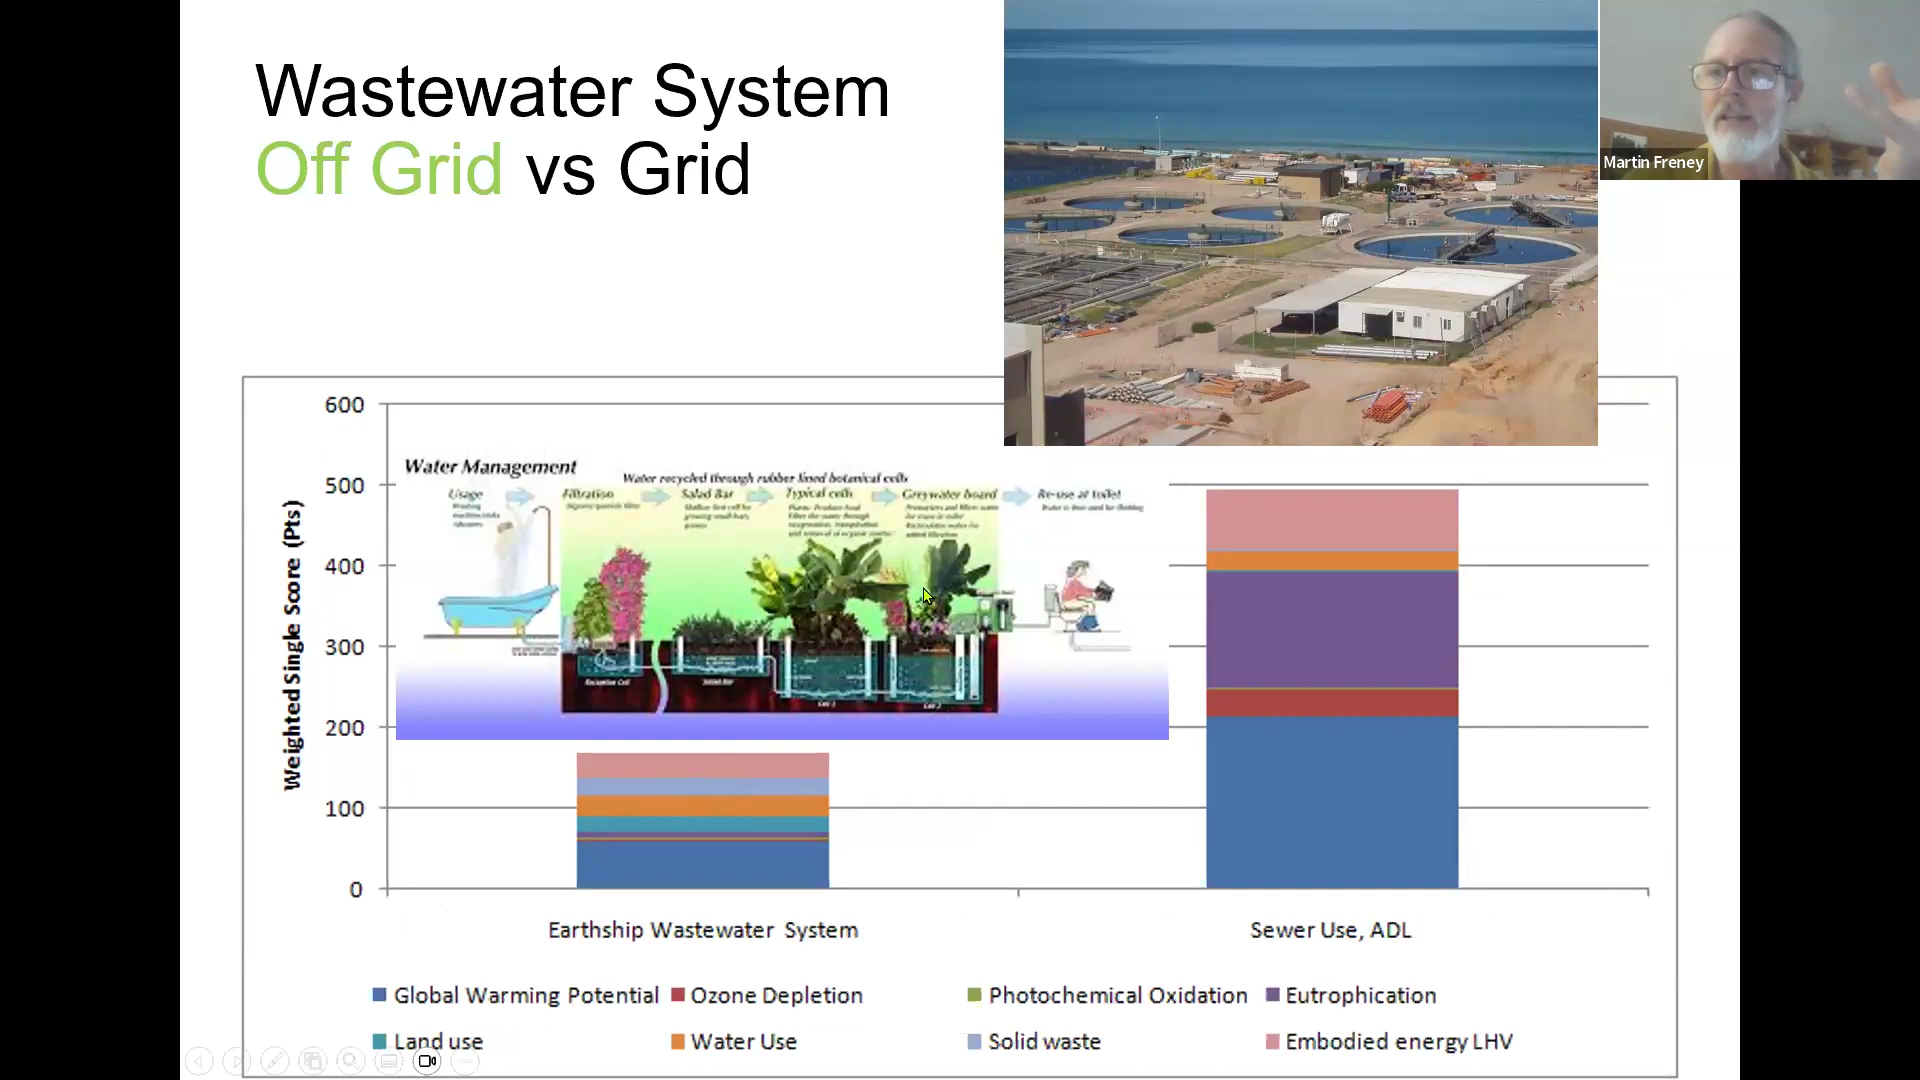 Wastewater System
Off Grid vs Grid
Martin Freney
Weighted Single Score (Pts)
600
500
400
300
200
100
0
Water Management
Water recycled through rubber lined botanical cells
Usage
Filtration
Salad Bar
Typical cells
Greywater board
Re-use at toilet
Earthship Wastewater System
Sewer Use, ADL
Global Warming Potential
Ozone Depletion
Photochemical Oxidation
Eutrophication
Land use
Water Use
Solid waste
Embodied energy LHV